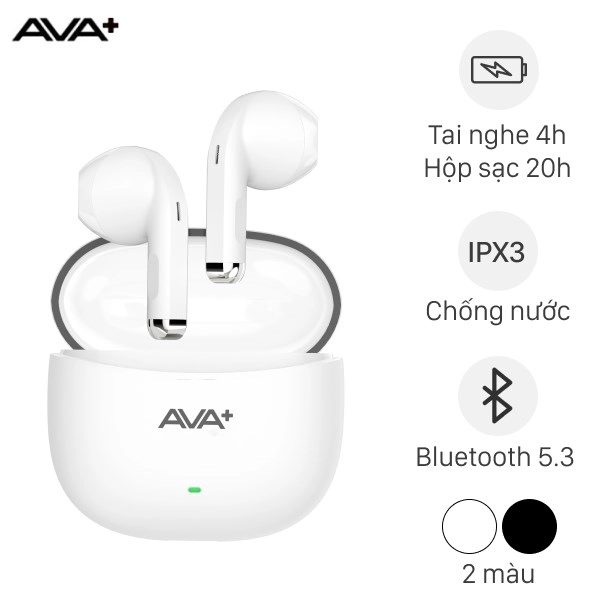 AVA+
Tai nghe 4h
Hộp sạc 20h
IPX3
Chống nước
AVA+
Bluetooth 5.3
2 màu